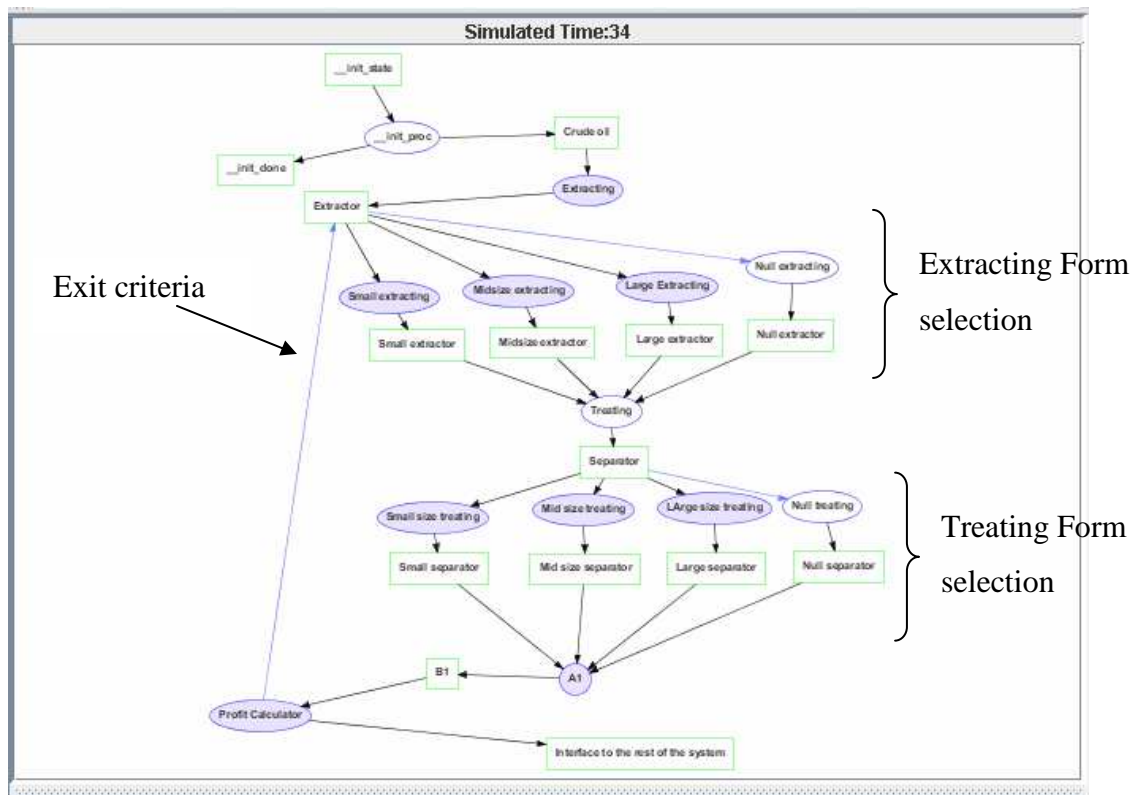 Simulated Time:34
__init_state
__init_proc
Crude oil
__init_done
Extracting
Extractor
Null extracting
Extracting Form
selection
Exit criteria
Small extracting
Midsize extracting
Large Extracting
Small extractor
Midsize extractor
Large extractor
Null extractor
Treating
Separator
Small size treating
Mid size treating
LArge size treating
Null treating
Treating Form
selection
Small separator
Mid size separator
Large separator
Null separator
B1
A1
Profit Calculator
Interface to the rest of the system